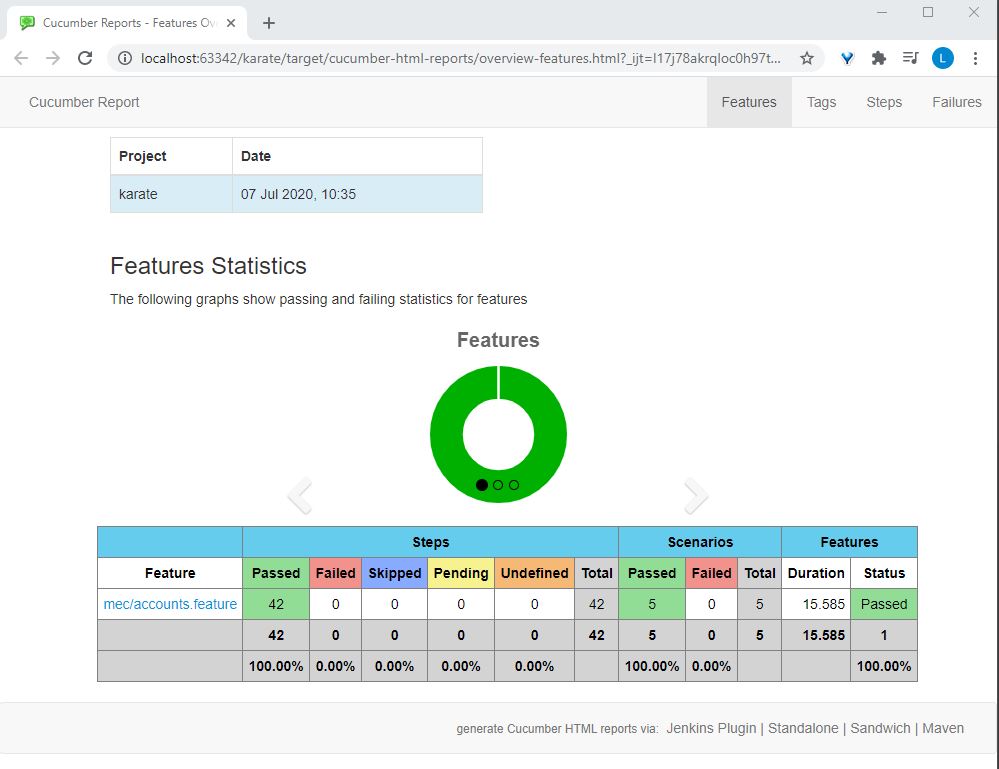 Cucumber Reports - Features Ov
localhost:63342/karate/target/cucumber-html-reports/overview-features.html?_ijt=l17j78akrqloc0h97t...
L
Cucumber Report Features Tags Steps Failures
Project Date
karate 07 Jul 2020, 10:35
Features Statistics
The following graphs show passing and failing statistics for features
Features
Steps Scenarios Features
Feature Passed Failed Skipped Pending Undefined Total Passed Failed Total Duration Status
mec/accounts.feature 42 0 0 0 0 42 5 0 5 15.585 Passed
42 0 0 0 0 42 5 0 5 15.585 1
100.00% 0.00% 0.00% 0.00% 0.00% 100.00% 0.00% 100.00%
generate Cucumber HTML reports via: Jenkins Plugin | Standalone | Sandwich | Maven